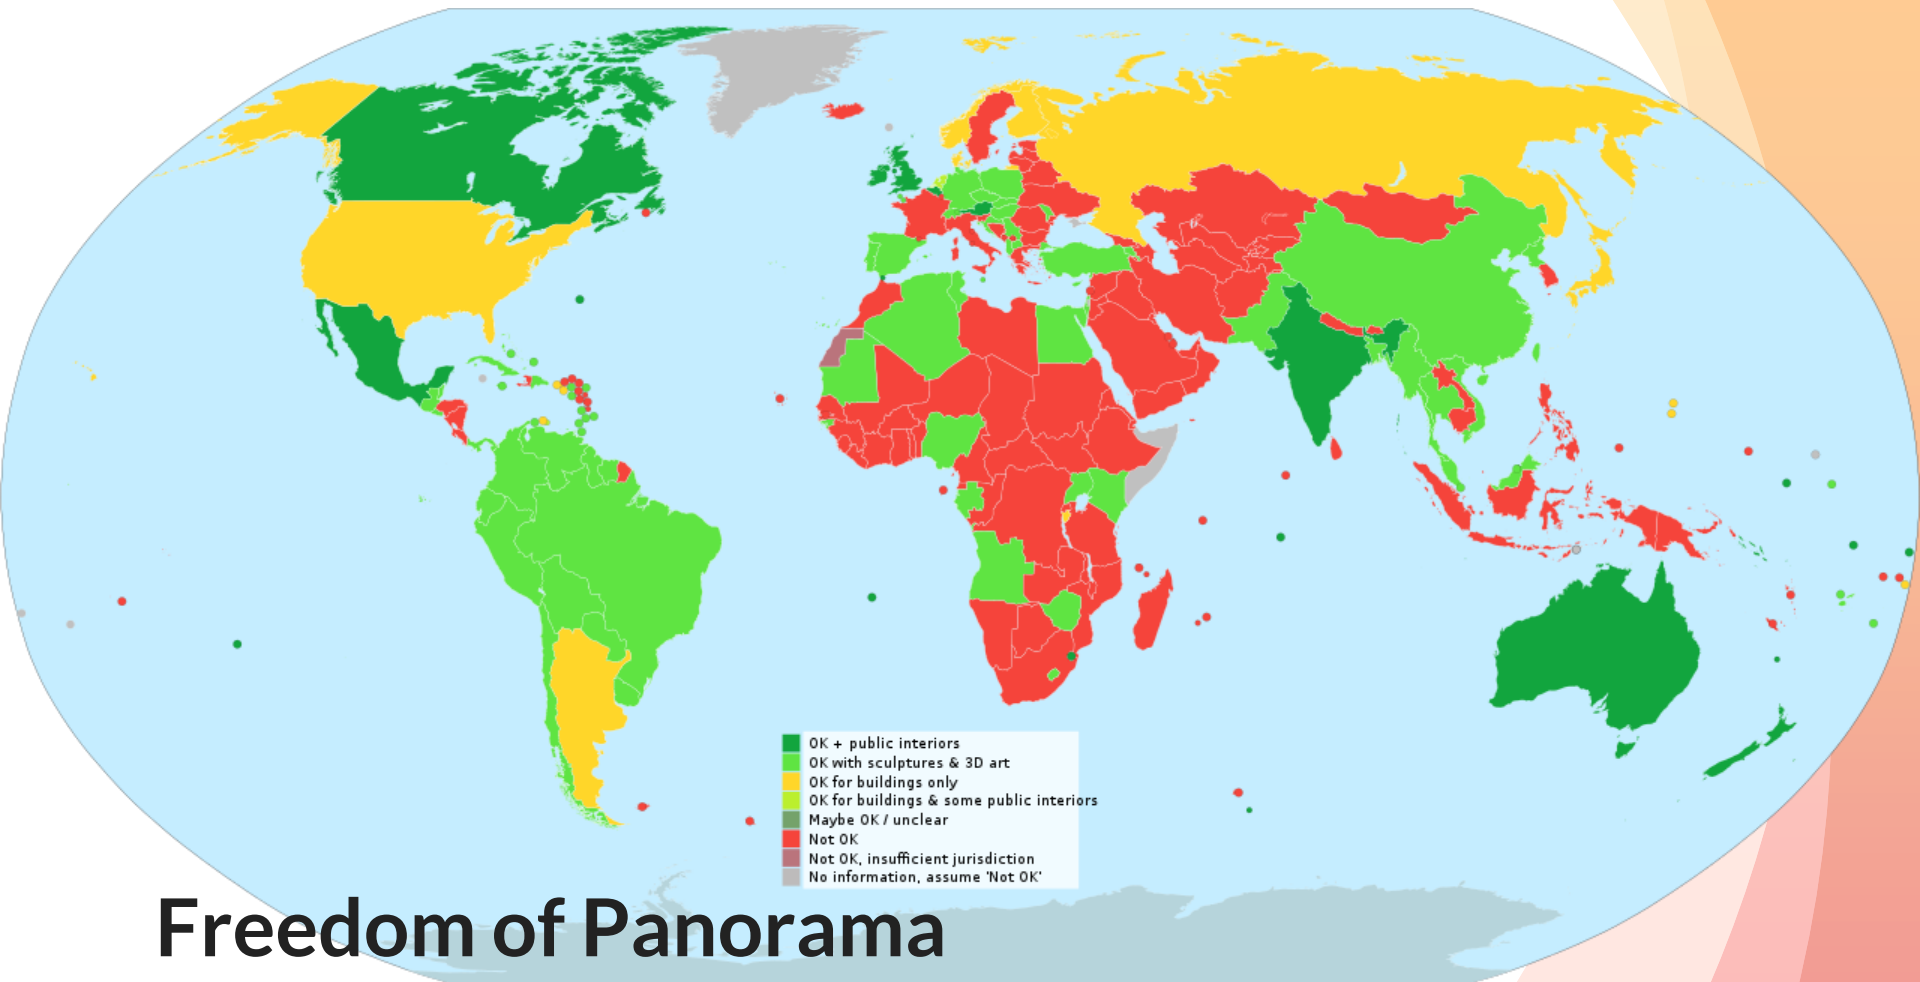 OK + public interiors
OK with sculptures & 3D art
OK for buildings only
OK for buildings & some public interiors
Maybe OK / unclear
Not OK
Not OK, insufficient jurisdiction
No information, assume 'Not OK'
Freedom of Panorama